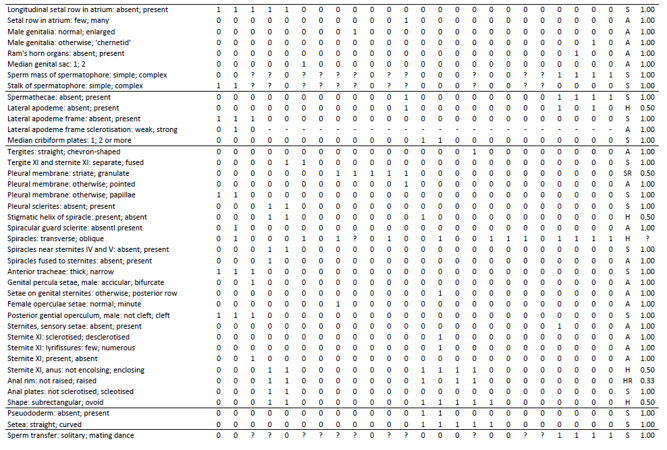 Longitudinal setal row in atrium: absent; present 1 1 1 1 1 0 0 0 0 0 0 0 0 0 0 0 0 0 0 0 0 0 0 0 S 1.00
Setal row in atrium: few; many 0 0 0 0 0 0 0 0 0 0 0 1 0 0 0 0 0 0 0 0 0 0 0 0 A 1.00
Male genitalia: normal; enlarged 0 0 0 0 0 0 0 0 1 0 0 0 0 0 0 0 0 0 0 0 0 0 0 0 A 1.00
Male genitalia: otherwise; 'chernetid' 0 0 0 0 0 0 0 0 0 0 0 0 0 0 0 0 0 0 0 0 0 0 1 0 A 1.00
Ram's horn organs: absent; present 0 0 0 0 0 0 0 0 0 0 0 0 0 0 0 0 0 0 0 0 0 1 0 0 A 1.00
Median genital sac: 1; 2 0 0 0 0 0 1 0 0 0 0 0 0 0 0 0 0 0 0 0 0 0 0 0 0 A 1.00
Sperm mass of spermatophore: simple; complex 0 0 ? ? 0 ? ? ? ? 0 ? ? 0 0 0 ? 0 0 ? ? 1 1 1 1 S 1.00
Stalk of spermatophore: simple; complex 1 1 ? ? 0 ? ? ? ? 0 ? ? 0 0 0 ? 0 0 ? ? 0 0 0 0 S 1.00
Spermathecae: absent; present 0 0 0 0 0 0 0 0 0 0 0 1 0 0 0 0 0 0 0 0 1 1 1 1 S 1.00
Lateral apodeme: absent; present 0 0 0 0 0 0 0 0 0 0 0 1 0 0 0 0 0 0 0 0 1 0 1 0 H 0.50
Lateral apodeme frame: absent; present 1 1 1 0 0 0 0 0 0 0 0 0 0 0 0 0 0 0 0 0 0 0 0 0 S 1.00
Lateral apodeme frame sclerotisation: weak; strong 0 1 0 - - - - - - - - - - - - - - - - - - - - - A 1.00
Median cribiform plates: 1; 2 or more 0 0 0 0 0 0 0 0 0 0 0 0 1 1 0 0 0 0 0 0 0 0 0 0 S 1.00
Tergites: straight; chevron-shaped 0 0 0 0 0 0 0 0 0 0 0 0 0 0 0 1 0 0 0 0 0 0 0 0 A 1.00
Tergite XI and sternite XI: separate; fused 0 0 0 0 1 1 0 0 0 0 0 0 0 0 0 0 0 0 0 0 0 0 0 0 S 1.00
Pleural membrane: striate; granulate 0 0 0 0 0 0 0 1 1 1 1 1 0 0 0 0 0 0 0 0 0 0 0 0 SR 0.50
Pleural membrane: otherwise; pointed 0 0 0 0 0 0 0 0 0 0 0 1 0 0 0 0 0 0 0 0 0 0 0 0 A 1.00
Pleural membrane: otherwise; papillae 1 1 0 0 0 0 0 0 0 0 0 0 0 0 0 0 0 0 0 0 0 0 0 0 S 1.00
Pleural sclerites: absent; present 0 0 0 1 1 0 0 0 0 0 0 0 0 0 0 0 0 0 0 0 0 0 0 0 S 1.00
Stigmatic helix of spiracle: present; absent 0 0 0 1 1 0 0 0 0 0 0 0 1 0 0 0 0 0 0 0 0 0 0 0 H 0.50
Spiracular guard sclerite: absent present 0 1 0 0 0 0 0 0 0 0 0 0 0 0 0 0 0 0 0 0 0 0 0 0 A 1.00
Spiracles: transverse; oblique 0 1 0 0 0 1 0 1 ? 0 1 0 0 1 0 0 1 1 1 0 1 1 1 1 H ?
Spiracles near sternites IV and V: absent; present 0 0 0 1 1 0 0 0 0 0 0 0 0 0 0 0 0 0 0 0 0 0 0 0 S 1.00
Spiracles fused to sternites: absent; present 0 0 0 1 0 0 0 0 0 0 0 0 0 0 0 0 0 0 0 0 0 0 0 0 A 1.00
Anterior tracheae: thick; narrow 1 1 1 0 0 0 0 0 0 0 0 0 0 0 0 0 0 0 0 0 0 0 0 0 S 1.00
Genital percula setae, male: accicular; bifurcate 0 0 1 0 0 0 0 0 0 0 0 0 0 0 0 0 0 0 0 0 0 0 0 0 A 1.00
Setae on genital sternites: otherwise; posterior row 0 0 0 0 0 0 0 0 0 0 0 0 0 1 0 0 0 0 0 0 0 0 0 0 A 1.00
Female operculae setae: normal; minute 0 0 0 0 0 0 0 1 0 0 0 0 0 0 0 0 0 0 0 0 0 0 0 0 A 1.00
Posterior gential operculum, male: not cleft; cleft 1 1 1 0 0 0 0 0 0 0 0 0 0 0 0 0 0 0 0 0 0 0 0 0 S 1.00
Sternites, sensory setae: absent; present 0 0 0 0 0 0 0 0 0 0 0 0 0 0 0 0 0 0 0 0 1 0 0 0 A 1.00
Sternite XI: sclerotised; desclerotised 0 0 0 0 0 0 0 0 0 0 0 0 0 1 0 0 0 0 0 0 0 0 0 0 A 1.00
Sternite XI: lyrifissures: few; numerous 0 0 0 0 0 0 0 0 0 0 0 0 0 1 0 0 0 0 0 0 0 0 0 0 A 1.00
Sternite XI; present; absent 0 0 1 0 0 0 0 0 0 0 0 0 0 0 0 0 0 0 0 0 0 0 0 0 A 1.00
Sternite XI, anus: not encolsing; enclosing 0 0 0 1 1 0 0 0 0 0 0 0 1 1 1 1 0 0 0 0 0 0 0 0 H 0.50
Anal rim: not raised; raised 0 0 0 1 1 0 0 0 0 0 0 0 1 0 1 1 0 0 0 0 0 0 0 0 HR 0.33
Anal plates: not sclerotised; scleotised 0 0 0 1 1 0 0 0 0 0 0 0 0 0 0 0 0 0 0 0 0 0 0 0 S 1.00
Shape: subrectangular; ovoid 0 0 0 1 1 0 0 0 0 0 0 0 1 1 1 1 1 0 0 0 0 0 0 0 H 0.50
Pseudoderm: absent; present 0 0 0 0 0 0 0 0 0 0 0 0 1 1 0 0 0 0 0 0 0 0 0 0 S 1.00
Setea: straight; curved 0 0 0 0 0 0 0 0 0 0 0 0 1 1 1 1 1 0 0 0 0 0 0 0 S 1.00
Sperm transfer: solitary; mating dance 0 0 ? ? 0 ? ? ? ? 0 ? ? 0 0 0 ? 0 0 ? ? 1 1 1 1 S 1.00